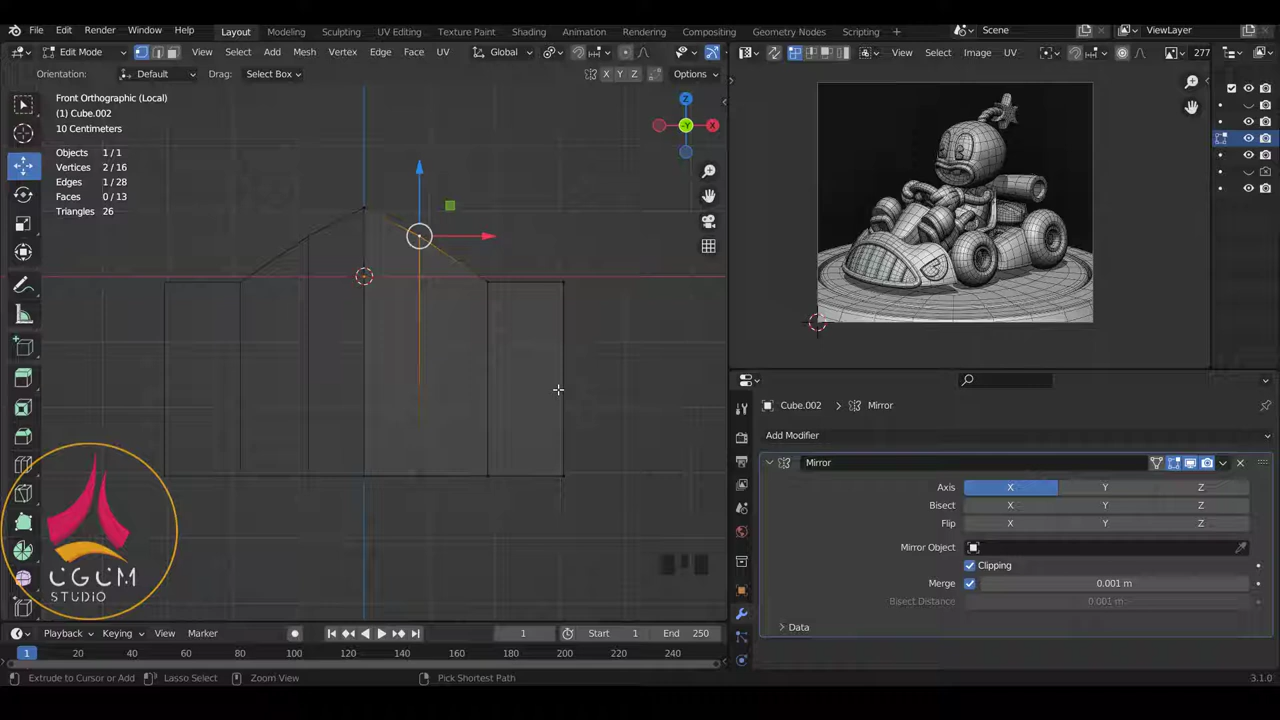 File Edit Render Window Help Layout Modeling Sculpting UV Editing Texture Paint Shading Animation Rendering Compositing Geometry Nodes Scripting Scene ViewLayer
Edit Mode View Select Add Mesh Vertex Edge Face UV Global View Select Image UV 277
Orientation: Default Drag: Select Box X Y Z Options
Front Orthographic (Local)
(1) Cube.002
10 Centimeters
Objects 1/1
Vertices 2/16
Edges 1/28
Faces 0/13
Triangles 26
X
Y
Cube.002 Mirror
Add Modifier
Mirror
Axis X Y Z
Bisect X Y Z
Flip X Y Z
Mirror Object
Clipping
Merge 0.001 m
Bisect Distance 0.001 m
Data
CGCM
STUDIO
Playback Keying View Marker 1 Start 1 End 250
1 20 40 60 80 100 120 140 160 180 200 220 240
Extrude to Cursor or Add Lasso Select Zoom View Pick Shortest Path 3.1.0